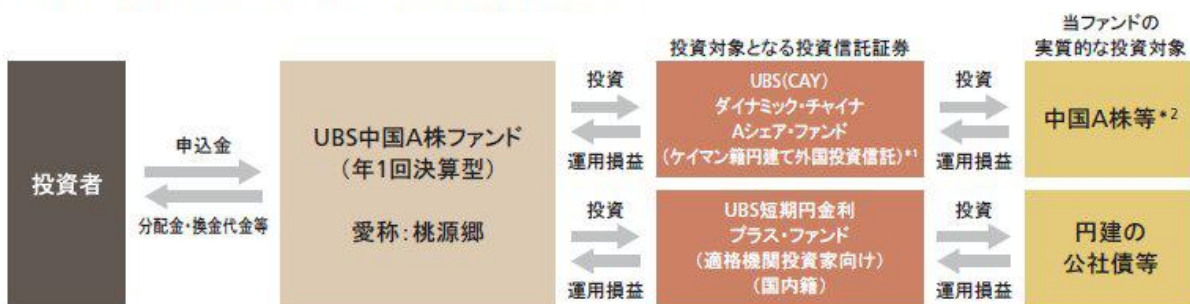 当ファンドの
投資対象となる投資信託証券
実質的な投資対象
投資者
申込金
分配金・換金代金等
UBS中国A株ファンド
(年1回決算型)
愛称：桃源郷
投資
運用損益
UBS(CAY)
ダイナミック・チャイナ
Aシェア・ファンド
(ケイマン籍円建て外国投資信託)*1
投資
運用損益
中国A株等*2
投資
運用損益
UBS短期円金利
プラス・ファンド
(適格機関投資家向け)
(国内籍)
投資
運用損益
円建の
公社債等